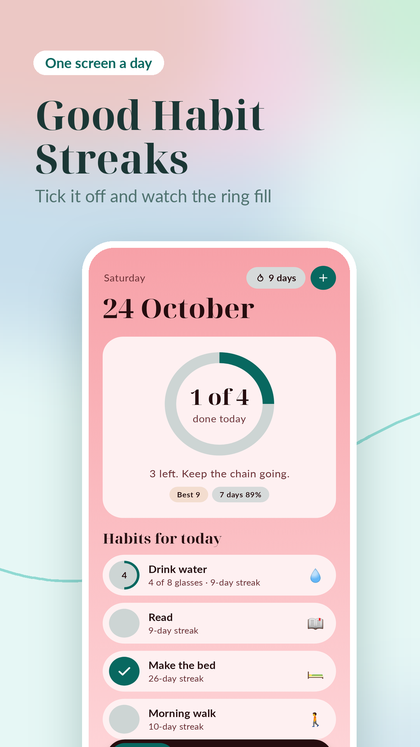 One screen a day
Good Habit
Streaks
Tick it off and watch the ring fill
Saturday
9 days
+
24 October
1 of 4
done today
3 left. Keep the chain going.
Best 9
7 days 89%
Habits for today
4
Drink water
4 of 8 glasses · 9-day streak
Read
9-day streak
Make the bed
26-day streak
Morning walk
10-day streak